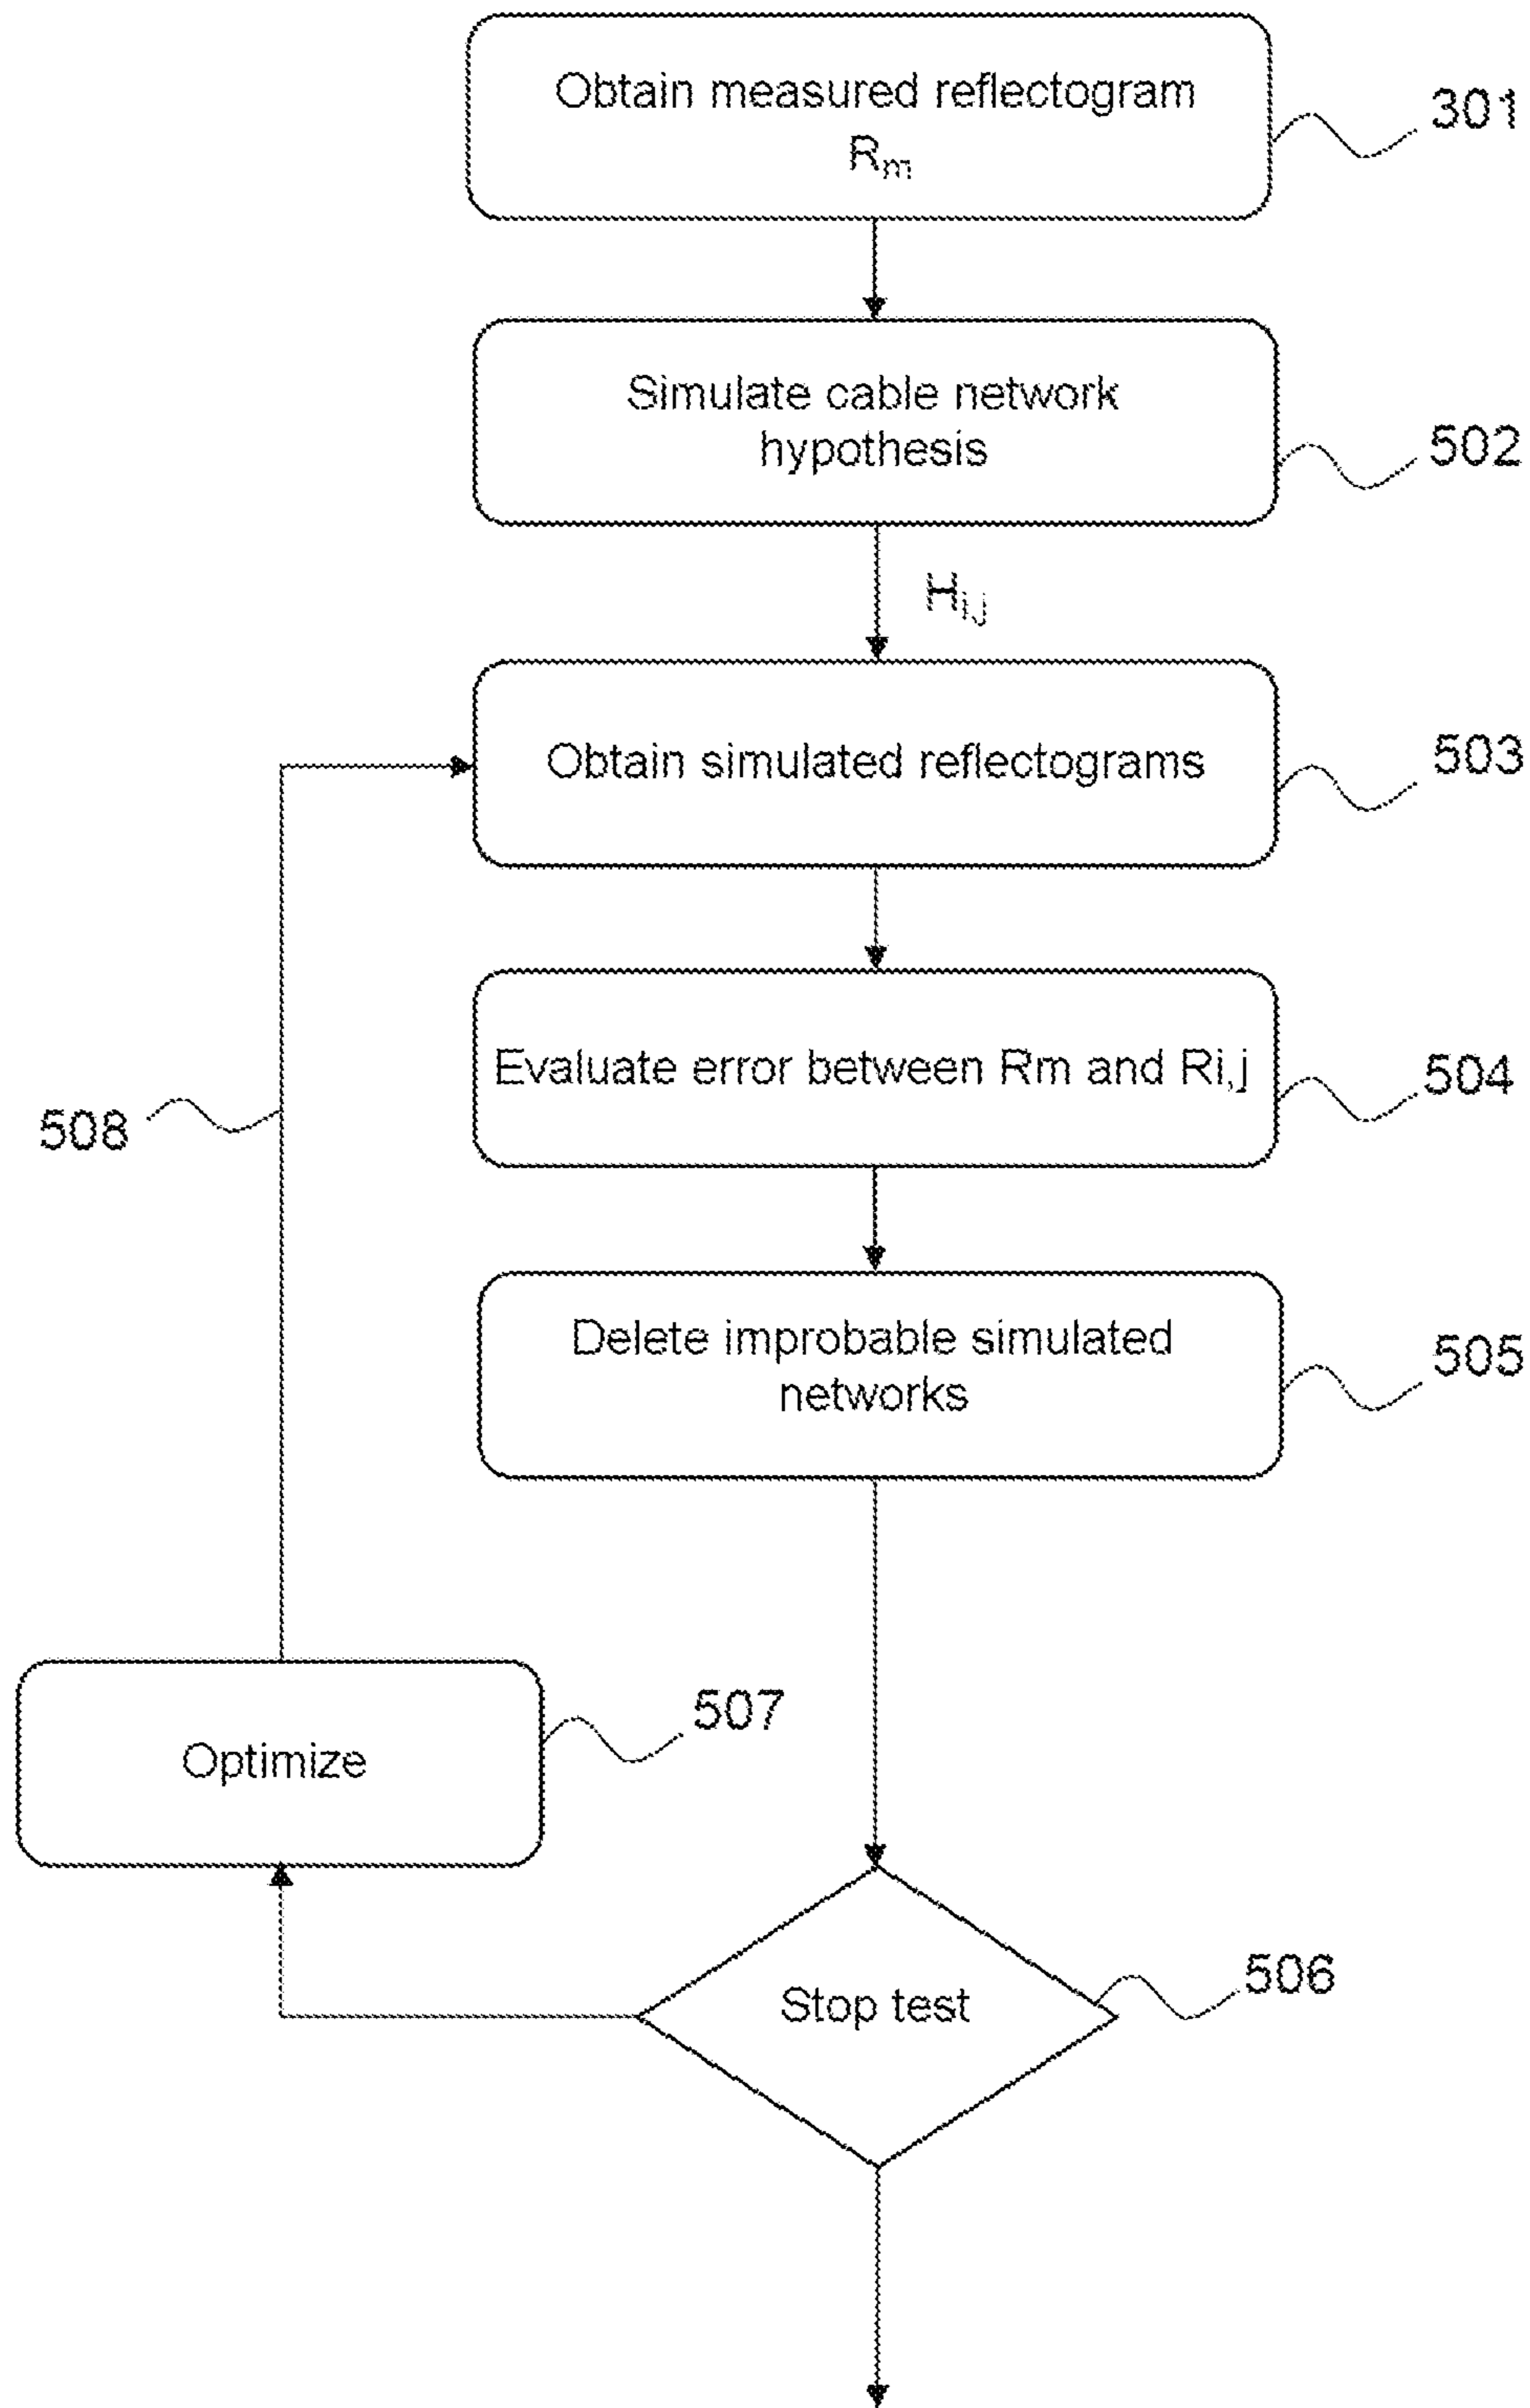 Obtain measured reflectogram
Rm
301
Simulate cable network
hypothesis
502
Hi,j
Obtain simulated reflectograms
503
Evaluate error between Rm and Ri,j
504
508
Delete improbable simulated
networks
505
Optimize
507
Stop test
506